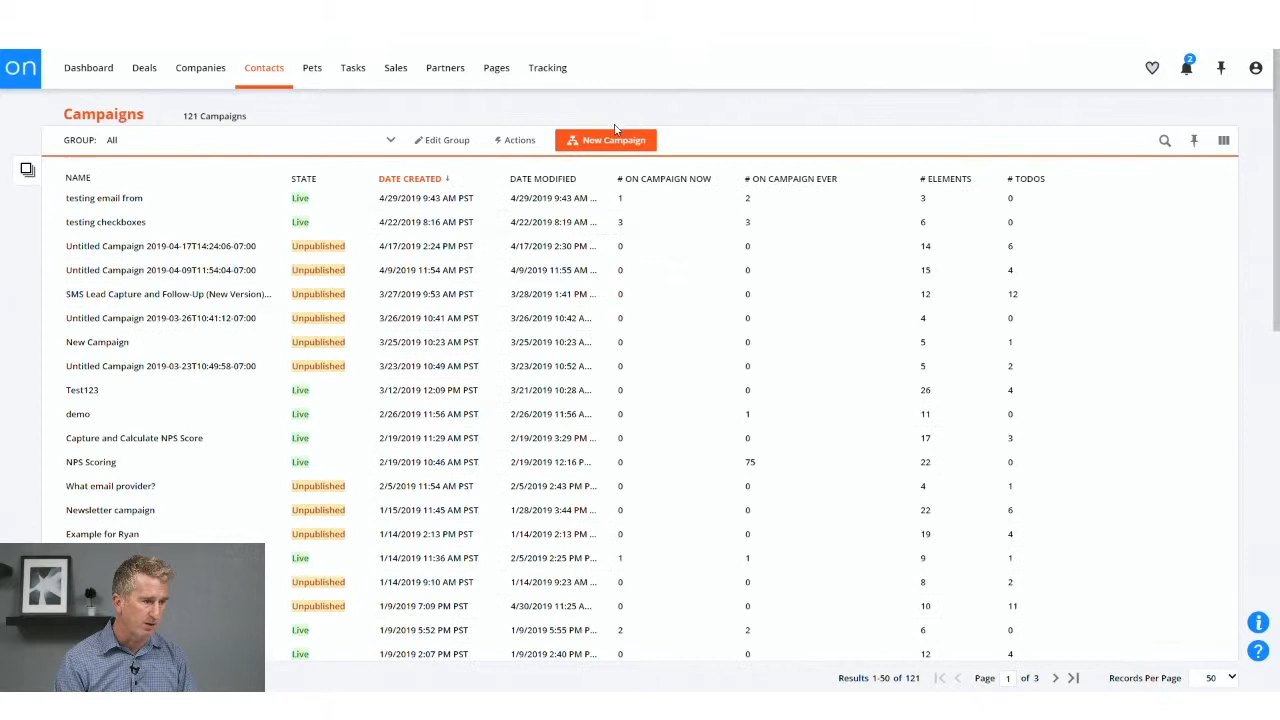 on Dashboard Deals Companies Contacts Pets Tasks Sales Partners Pages Tracking 2
Campaigns 121 Campaigns
GROUP: All Edit Group Actions New Campaign
NAME STATE DATE CREATED ↓ DATE MODIFIED # ON CAMPAIGN NOW # ON CAMPAIGN EVER # ELEMENTS # TODOS
testing email from Live 4/29/2019 9:43 AM PST 4/29/2019 9:43 AM ... 1 2 3 0
testing checkboxes Live 4/22/2019 8:16 AM PST 4/22/2019 8:19 AM ... 3 3 6 0
Untitled Campaign 2019-04-17T14:24:06-07:00 Unpublished 4/17/2019 2:24 PM PST 4/17/2019 2:30 PM ... 0 0 14 6
Untitled Campaign 2019-04-09T11:54:04-07:00 Unpublished 4/9/2019 11:54 AM PST 4/9/2019 11:55 AM ... 0 0 15 4
SMS Lead Capture and Follow-Up (New Version)... Unpublished 3/27/2019 9:53 AM PST 3/28/2019 1:41 PM ... 0 0 12 12
Untitled Campaign 2019-03-26T10:41:12-07:00 Unpublished 3/26/2019 10:41 AM PST 3/26/2019 10:42 A... 0 0 4 0
New Campaign Unpublished 3/25/2019 10:23 AM PST 3/25/2019 10:23 A... 0 0 5 1
Untitled Campaign 2019-03-23T10:49:58-07:00 Unpublished 3/23/2019 10:49 AM PST 3/23/2019 10:52 A... 0 0 5 2
Test123 Live 3/12/2019 12:09 PM PST 3/21/2019 10:28 A... 0 0 26 4
demo Live 2/26/2019 11:56 AM PST 2/26/2019 11:56 A... 0 1 11 0
Capture and Calculate NPS Score Live 2/19/2019 11:29 AM PST 2/19/2019 3:29 PM ... 0 0 17 3
NPS Scoring Live 2/19/2019 10:46 AM PST 2/19/2019 12:16 P... 0 75 22 0
What email provider? Unpublished 2/5/2019 11:54 AM PST 2/5/2019 2:43 PM P... 0 0 4 1
Newsletter campaign Unpublished 1/15/2019 11:45 AM PST 1/28/2019 3:44 PM ... 0 0 22 6
Example for Ryan Unpublished 1/14/2019 2:13 PM PST 1/14/2019 2:13 PM ... 0 0 19 4
Live 1/14/2019 11:36 AM PST 2/5/2019 2:25 PM P... 1 1 9 1
Unpublished 1/14/2019 9:10 AM PST 1/14/2019 9:23 AM ... 0 0 8 2
Unpublished 1/9/2019 7:09 PM PST 4/30/2019 11:25 A... 0 0 10 11
Live 1/9/2019 5:52 PM PST 1/9/2019 5:55 PM P... 2 2 6 0
Live 1/9/2019 2:07 PM PST 1/9/2019 2:40 PM P... 0 0 12 4
Results 1-50 of 121 Page 1 of 3 Records Per Page 50